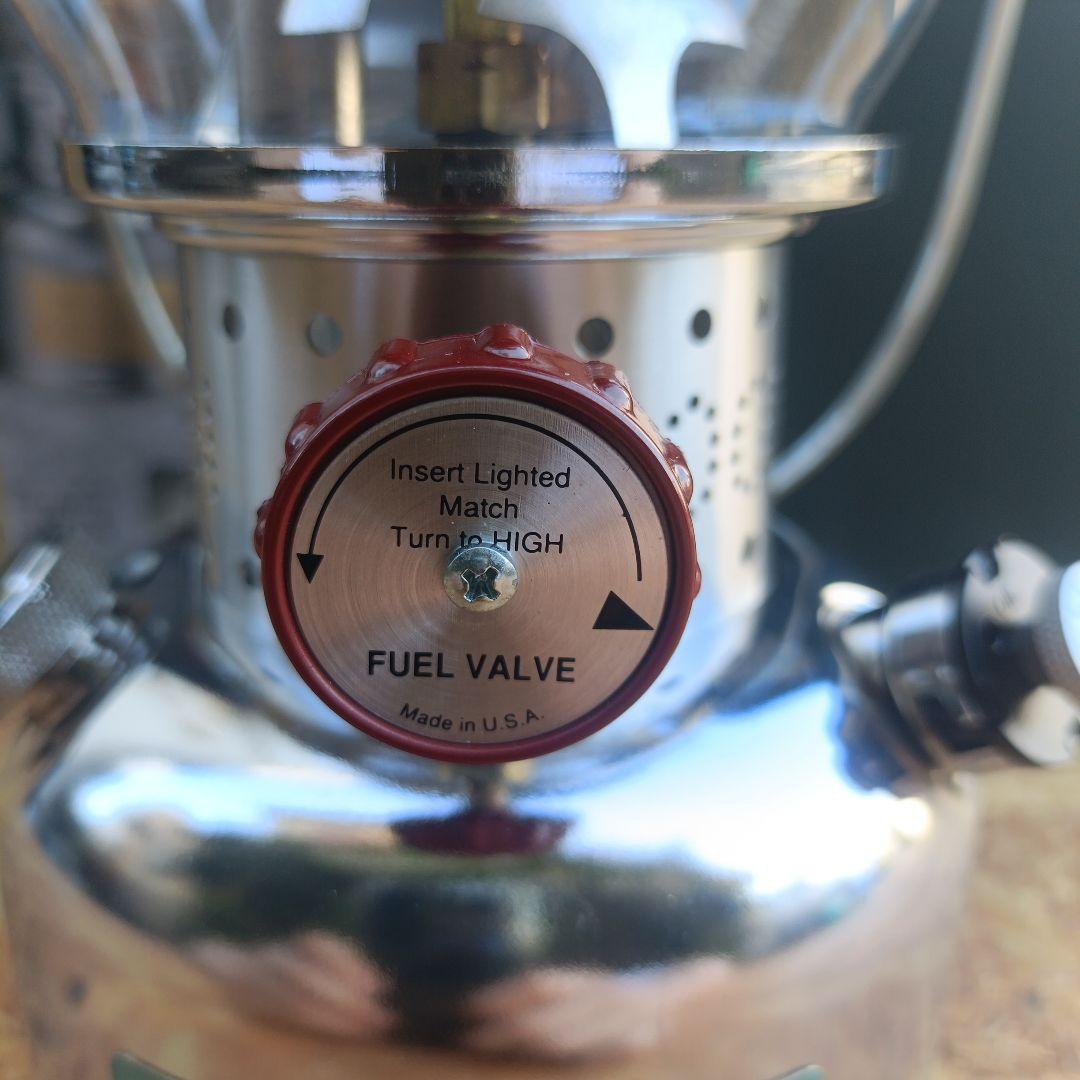 Insert Lighted
Match
Turn to HIGH
FUEL VALVE
Made in U.S.A.